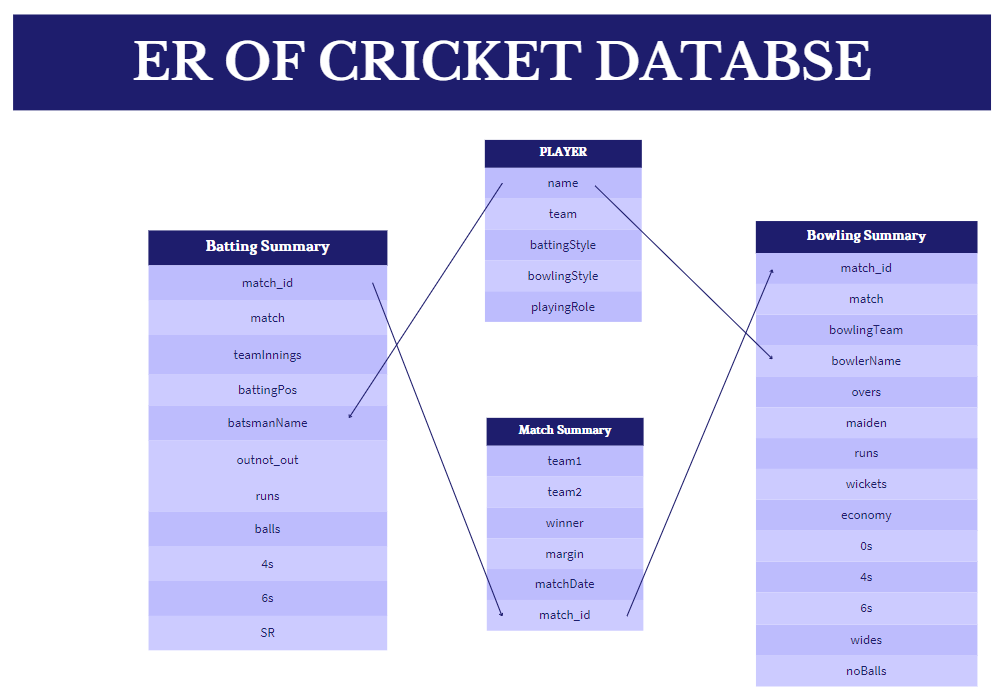 ER OF CRICKET DATABSE
PLAYER
name
team
battingStyle
bowlingStyle
playingRole
Batting Summary
match_id
match
teamInnings
battingPos
batsmanName
outnot_out
runs
balls
4s
6s
SR
Match Summary
team1
team2
winner
margin
matchDate
match_id
Bowling Summary
match_id
match
bowlingTeam
bowlerName
overs
maiden
runs
wickets
economy
0s
4s
6s
wides
noBalls